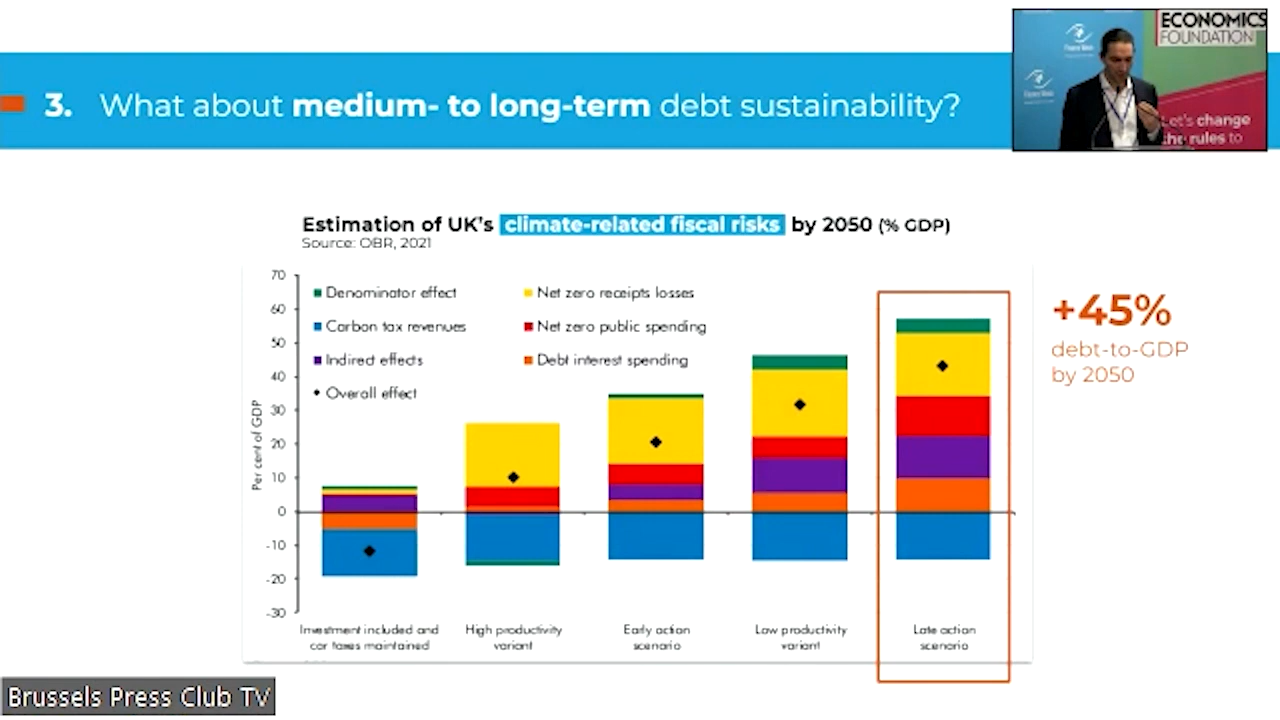 3. What about medium- to long-term debt sustainability?
ECONOMICS
FOUNDATION
Let's change
the rules to
Estimation of UK's climate-related fiscal risks by 2050 (% GDP)
Source: OBR, 2021
70
60
50
40
30
20
10
0
-10
-20
-30
Per cent of GDP
Denominator effect
Net zero receipts losses
Carbon tax revenues
Net zero public spending
Indirect effects
Debt interest spending
Overall effect
Investment included and
car taxes maintained
High productivity
variant
Early action
scenario
Low productivity
variant
Late action
scenario
+45%
debt-to-GDP
by 2050
Brussels Press Club TV